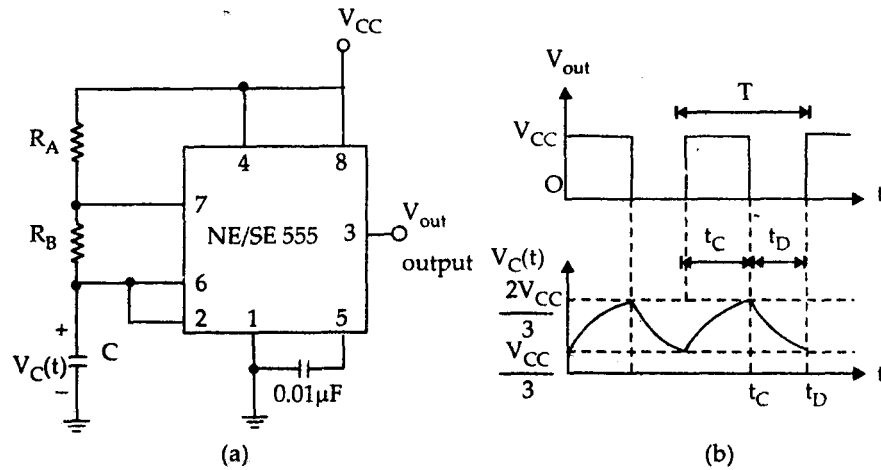 V_CC
R_A
R_B
4
8
7
NE/SE 555
3
V_out
output
6
2
1
5
+
V_C(t)
C
−
0.01μF
(a)
V_out
T
V_CC
O
t
t_C
t_D
V_C(t)
2V_CC
3
V_CC
3
t
t_C
t_D
(b)